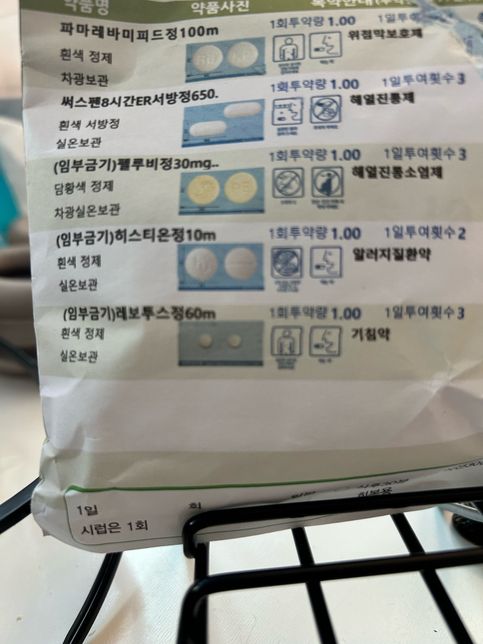 약품명 약품사진 복약안내
파마레바미피드정100m 1회투약량 1.00 1일투여횟수
흰색 정제 위점막보호제
차광보관
써스펜8시간ER서방정650. 1회투약량 1.00 1일투여횟수 3
흰색 서방정 해열진통제
실온보관
(임부금기)펠루비정30mg.. 1회투약량 1.00 1일투여횟수 3
담황색 정제 해열진통소염제
차광실온보관
(임부금기)히스티온정10m 1회투약량 1.00 1일투여횟수 2
흰색 정제 알러지질환약
실온보관
(임부금기)레보투스정60m 1회투약량 1.00 1일투여횟수 3
흰색 정제 기침약
실온보관
1일 회
시럽은 1회